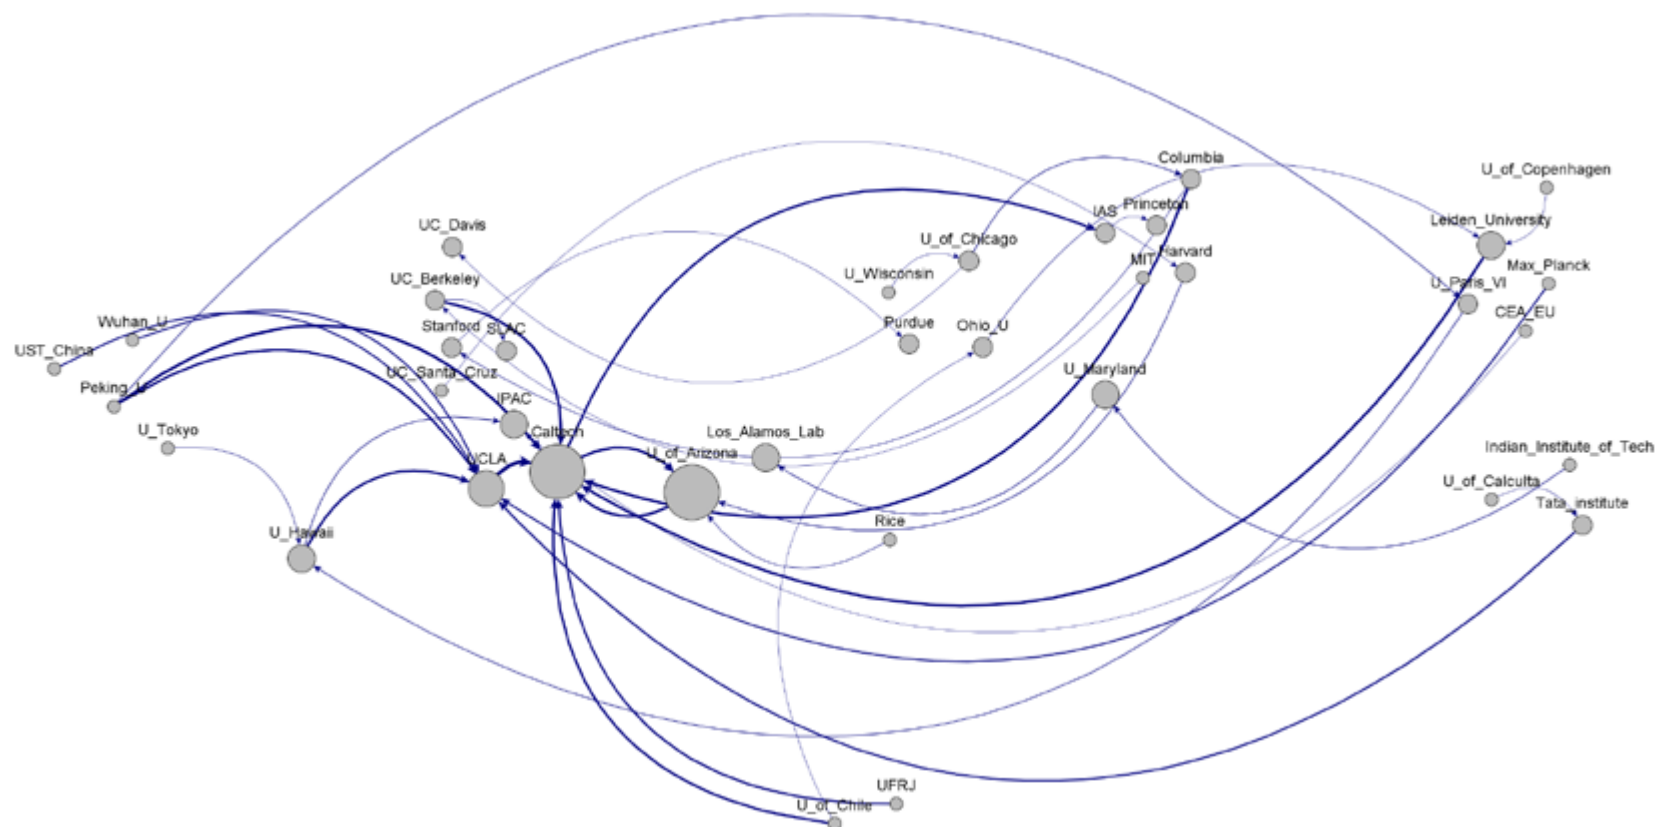 Columbia
U_of_Copenhagen
IAS
Princeton
Leiden_University
UC_Davis
U_of_Chicago
MIT
Harvard
Max_Planck
UC_Berkeley
U_Wisconsin
U_Paris_VI
Wuhan_U
Stanford
SLAC
Purdue
Ohio_U
CEA_EU
UST_China
UC_Santa_Cruz
U_Maryland
Peking_U
IPAC
U_Tokyo
Caltech
Los_Alamos_Lab
UCLA
U_of_Arizona
Indian_Institute_of_Tech
U_of_Calculta
Rice
Tata_institute
U_Hawaii
UFRJ
U_of_Chile